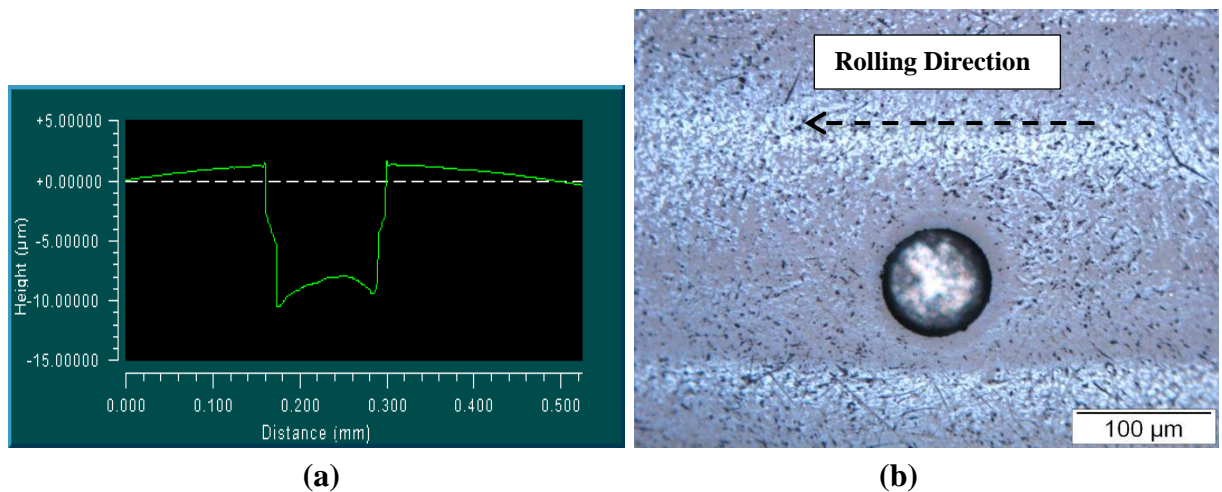 +5.00000
+0.00000
-5.00000
-10.00000
-15.00000
Height (µm)
0.000 0.100 0.200 0.300 0.400 0.500
Distance (mm)
Rolling Direction
100 µm
(a) (b)